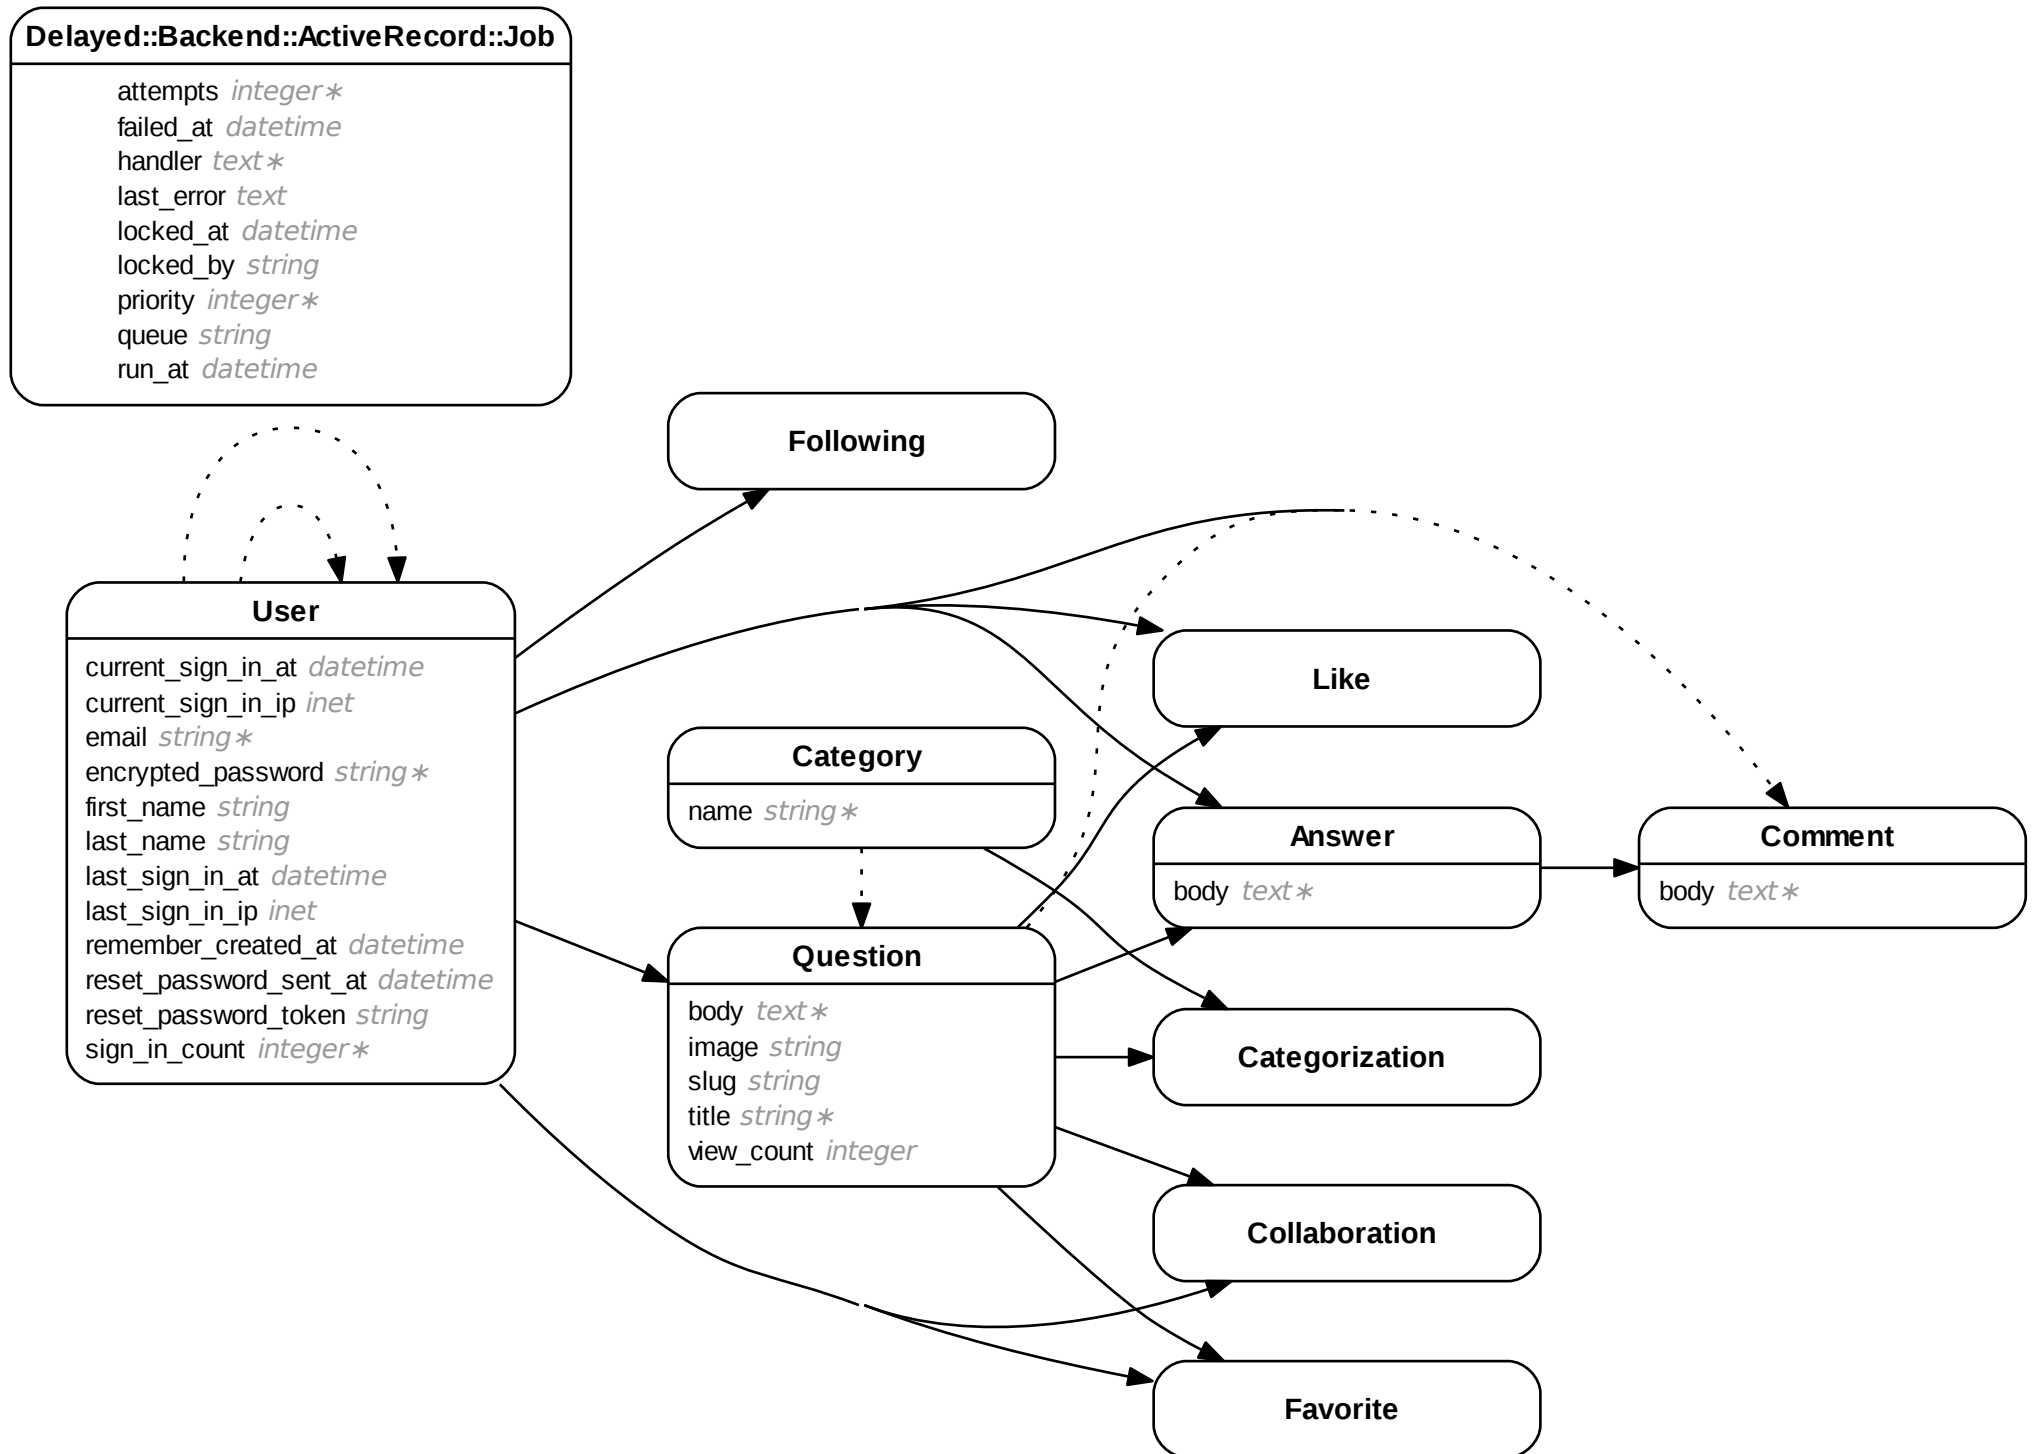 Delayed::Backend::ActiveRecord::Job
attempts integer∗
failed_at datetime
handler text∗
last_error text
locked_at datetime
locked_by string
priority integer∗
queue string
run_at datetime
Following
User
current_sign_in_at datetime
current_sign_in_ip inet
email string∗
encrypted_password string∗
first_name string
last_name string
last_sign_in_at datetime
last_sign_in_ip inet
remember_created_at datetime
reset_password_sent_at datetime
reset_password_token string
sign_in_count integer∗
Category
name string∗
Question
body text∗
image string
slug string
title string∗
view_count integer
Like
Answer
body text∗
Comment
body text∗
Categorization
Collaboration
Favorite